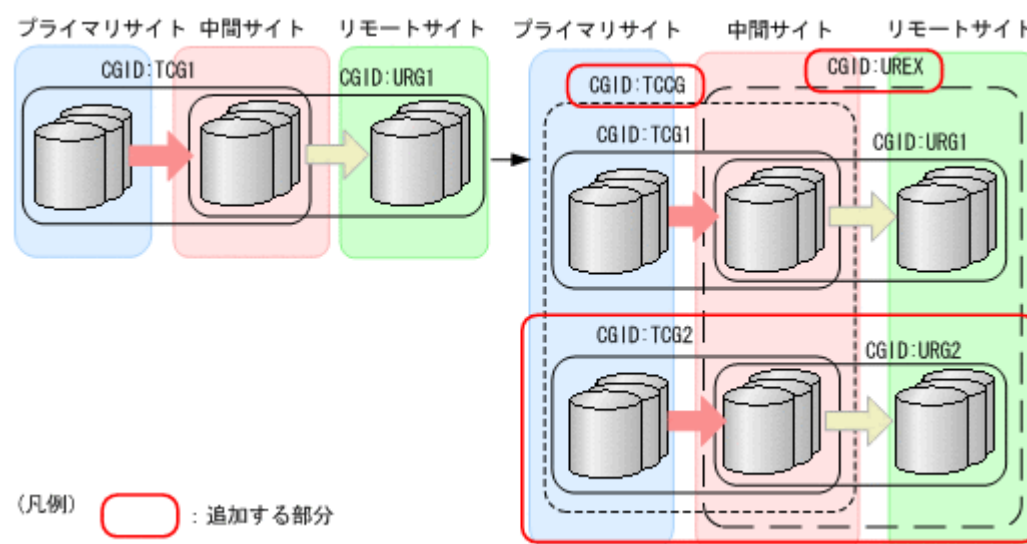 プライマリサイト 中間サイト リモートサイト
CGID:TCG1
CGID:URG1
プライマリサイト 中間サイト リモートサイト
CGID:TCCG
CGID:UREX
CGID:TCG1
CGID:URG1
CGID:TCG2
CGID:URG2
(凡例)
:追加する部分